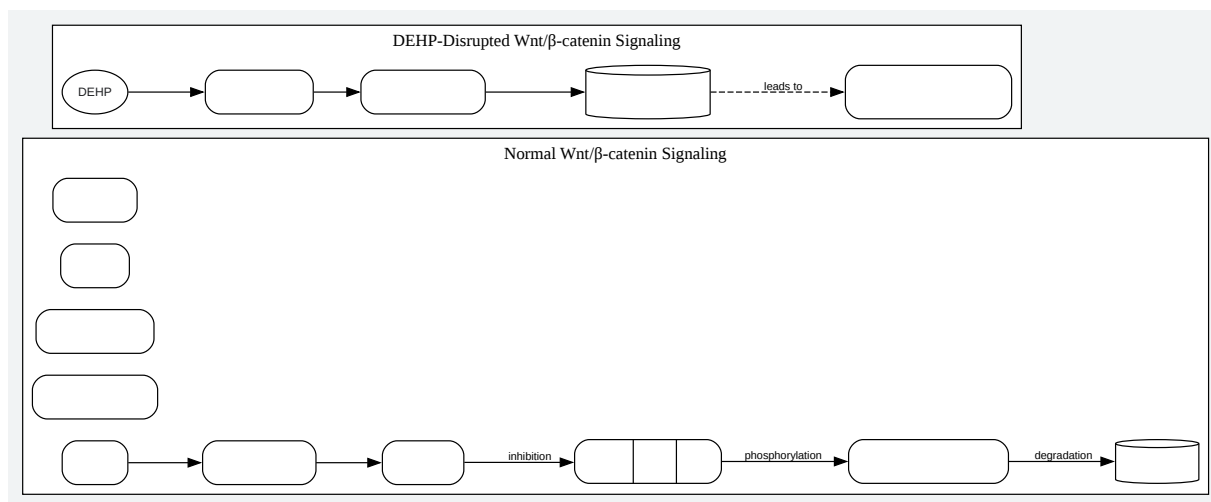 DEHP-Disrupted Wnt/β-catenin Signaling
DEHP
leads to
Normal Wnt/β-catenin Signaling
inhibition
phosphorylation
degradation